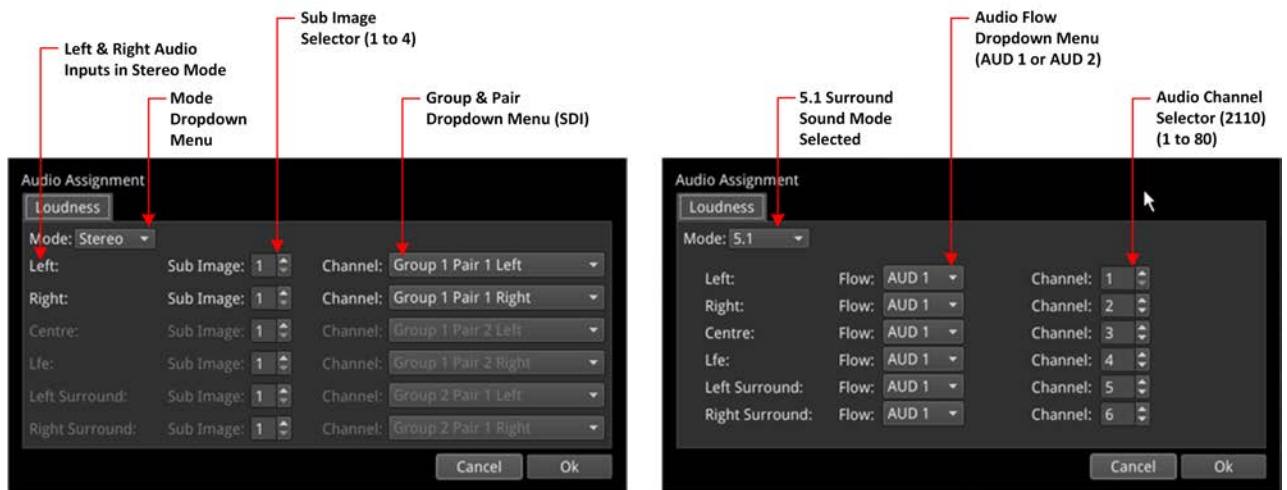 Sub Image
Selector (1 to 4)
Left & Right Audio
Inputs in Stereo Mode
Mode
Dropdown
Menu
Group & Pair
Dropdown Menu (SDI)
Audio Assignment
Loudness
Mode: Stereo
Left: Sub Image: 1 Channel: Group 1 Pair 1 Left
Right: Sub Image: 1 Channel: Group 1 Pair 1 Right
Centre: Sub Image: 1 Channel: Group 1 Pair 2 Left
Lfe: Sub Image: 1 Channel: Group 1 Pair 2 Right
Left Surround: Sub Image: 1 Channel: Group 2 Pair 1 Left
Right Surround: Sub Image: 1 Channel: Group 2 Pair 1 Right
Cancel Ok
Audio Flow
Dropdown Menu
(AUD 1 or AUD 2)
5.1 Surround
Sound Mode
Selected
Audio Channel
Selector (2110)
(1 to 80)
Audio Assignment
Loudness
Mode: 5.1
Left: Flow: AUD 1 Channel: 1
Right: Flow: AUD 1 Channel: 2
Centre: Flow: AUD 1 Channel: 3
Lfe: Flow: AUD 1 Channel: 4
Left Surround: Flow: AUD 1 Channel: 5
Right Surround: Flow: AUD 1 Channel: 6
Cancel Ok